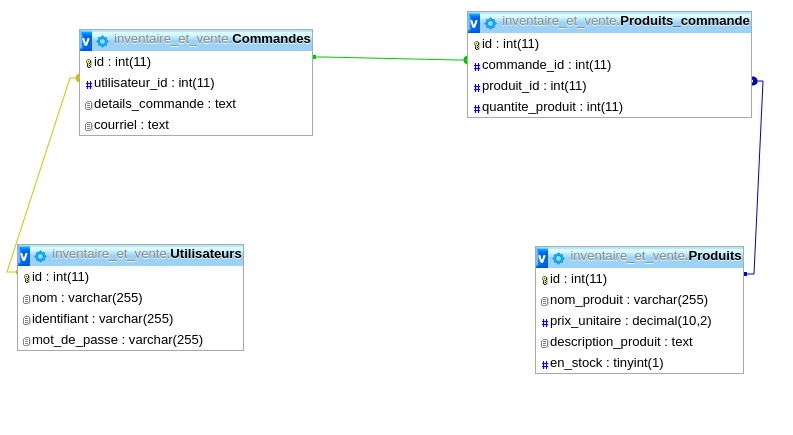 v inventaire_et_vente Commandes
id : int(11)
# utilisateur_id : int(11)
details_commande : text
courriel : text
v inventaire_et_vente Produits_commande
id : int(11)
# commande_id : int(11)
# produit_id : int(11)
# quantite_produit : int(11)
v inventaire_et_vente Utilisateurs
id : int(11)
nom : varchar(255)
identifiant : varchar(255)
mot_de_passe : varchar(255)
v inventaire_et_vente Produits
id : int(11)
nom_produit : varchar(255)
# prix_unitaire : decimal(10,2)
description_produit : text
# en_stock : tinyint(1)